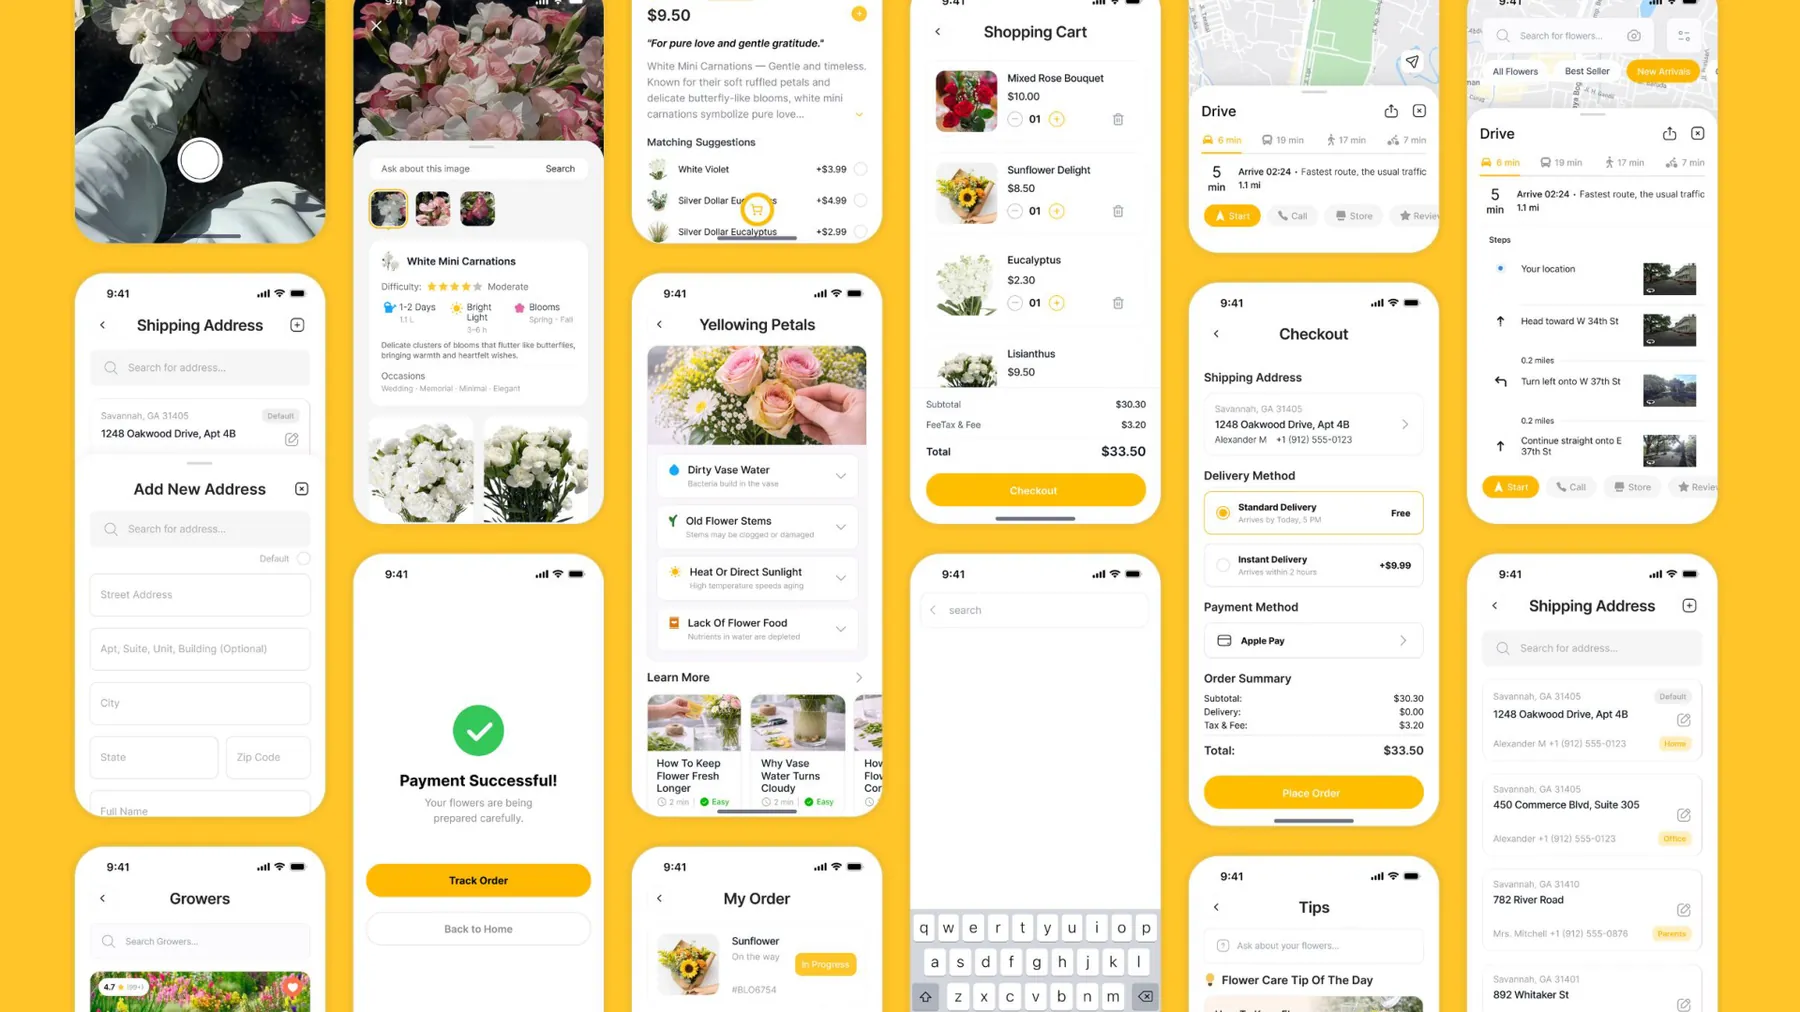 9:41
Shipping Address
Search for address...
Savannah, GA 31405
Default
1248 Oakwood Drive, Apt 4B
Add New Address
Search for address...
Default
Street Address
Apt, Suite, Unit, Building (Optional)
City
State
Zip Code
Full Name
9:41
Growers
Search Growers...
4.7
(99+)
9:41
Ask about this image
Search
White Mini Carnations
Difficulty:
Moderate
1-2 Days
1.1 L
Bright Light
3-6 h
Blooms
Spring - Fall
Delicate clusters of blooms that flutter like butterflies,
bringing warmth and heartfelt wishes.
Occasions
Wedding · Memorial · Minimal · Elegant
9:41
Payment Successful!
Your flowers are being
prepared carefully.
Track Order
Back to Home
$9.50
"For pure love and gentle gratitude."
White Mini Carnations — Gentle and timeless.
Known for their soft ruffled petals and
delicate butterfly-like blooms, white mini
carnations symbolize pure love...
Matching Suggestions
White Violet
+$3.99
Silver Dollar Eu
+$4.99
Silver Dollar Eucalyptus
+$2.99
9:41
Yellowing Petals
Dirty Vase Water
Bacteria build in the vase
Old Flower Stems
Stems may be clogged or damaged
Heat Or Direct Sunlight
High temperature speeds aging
Lack Of Flower Food
Nutrients in water are depleted
Learn More
How To Keep
Flower Fresh
Longer
2 min
Easy
Why Vase
Water Turns
Cloudy
2 min
Easy
9:41
My Order
Sunflower
On the way
In Progress
#BLO6754
9:41
Shopping Cart
Mixed Rose Bouquet
$10.00
01
Sunflower Delight
$8.50
01
Eucalyptus
$2.30
01
Lisianthus
$9.50
Subtotal
$30.30
FeeTax & Fee
$3.20
Total
$33.50
Checkout
9:41
search
q w e r t y u i o p
a s d f g h j k l
z x c v b n m
Drive
6 min
19 min
17 min
7 min
5
min
Arrive 02:24 • Fastest route, the usual traffic
1.1 mi
Start
Call
Store
Review
9:41
Checkout
Shipping Address
Savannah, GA 31405
1248 Oakwood Drive, Apt 4B
Alexander M +1 (912) 555-0123
Delivery Method
Standard Delivery
Arrives by Today, 5 PM
Free
Instant Delivery
Arrives within 2 hours
+$9.99
Payment Method
Apple Pay
Order Summary
Subtotal:
$30.30
Delivery:
$0.00
Tax & Fee:
$3.20
Total:
$33.50
Place Order
9:41
Tips
Ask about your flowers...
Flower Care Tip Of The Day
9:41
Search for flowers...
All Flowers
Best Seller
New Arrivals
Drive
6 min
19 min
17 min
7 min
5
min
Arrive 02:24 • Fastest route, the usual traffic
1.1 mi
Steps
Your location
Head toward W 34th St
0.2 miles
Turn left onto W 37th St
0.2 miles
Continue straight onto E
37th St
Start
Call
Store
Review
9:41
Shipping Address
Search for address...
Savannah, GA 31405
Default
1248 Oakwood Drive, Apt 4B
Alexander M +1 (912) 555-0123
Home
Savannah, GA 31405
450 Commerce Blvd, Suite 305
Alexander +1 (912) 555-0123
Office
Savannah, GA 31410
782 River Road
Mrs. Mitchell +1 (912) 555-0876
Parents
Savannah, GA 31401
892 Whitaker St